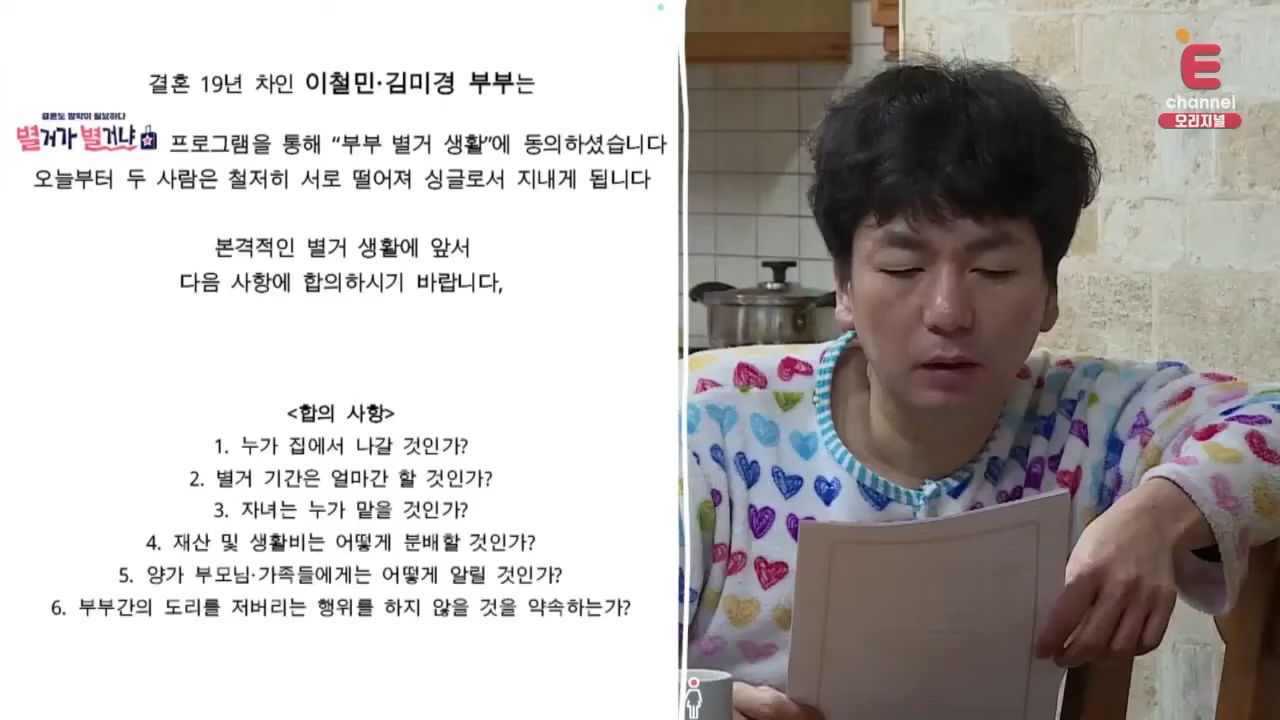 결혼 19년 차인 이철민·김미경 부부는
결혼도 방학이 필요하다
별거가 별거냐 프로그램을 통해 “부부 별거 생활”에 동의하셨습니다
오늘부터 두 사람은 철저히 서로 떨어져 싱글로서 지내게 됩니다
본격적인 별거 생활에 앞서
다음 사항에 합의하시기 바랍니다,
<합의 사항>
1. 누가 집에서 나갈 것인가?
2. 별거 기간은 얼마간 할 것인가?
3. 자녀는 누가 맡을 것인가?
4. 재산 및 생활비는 어떻게 분배할 것인가?
5. 양가 부모님·가족들에게는 어떻게 알릴 것인가?
6. 부부간의 도리를 저버리는 행위를 하지 않을 것을 약속하는가?
E
channel
오리지널